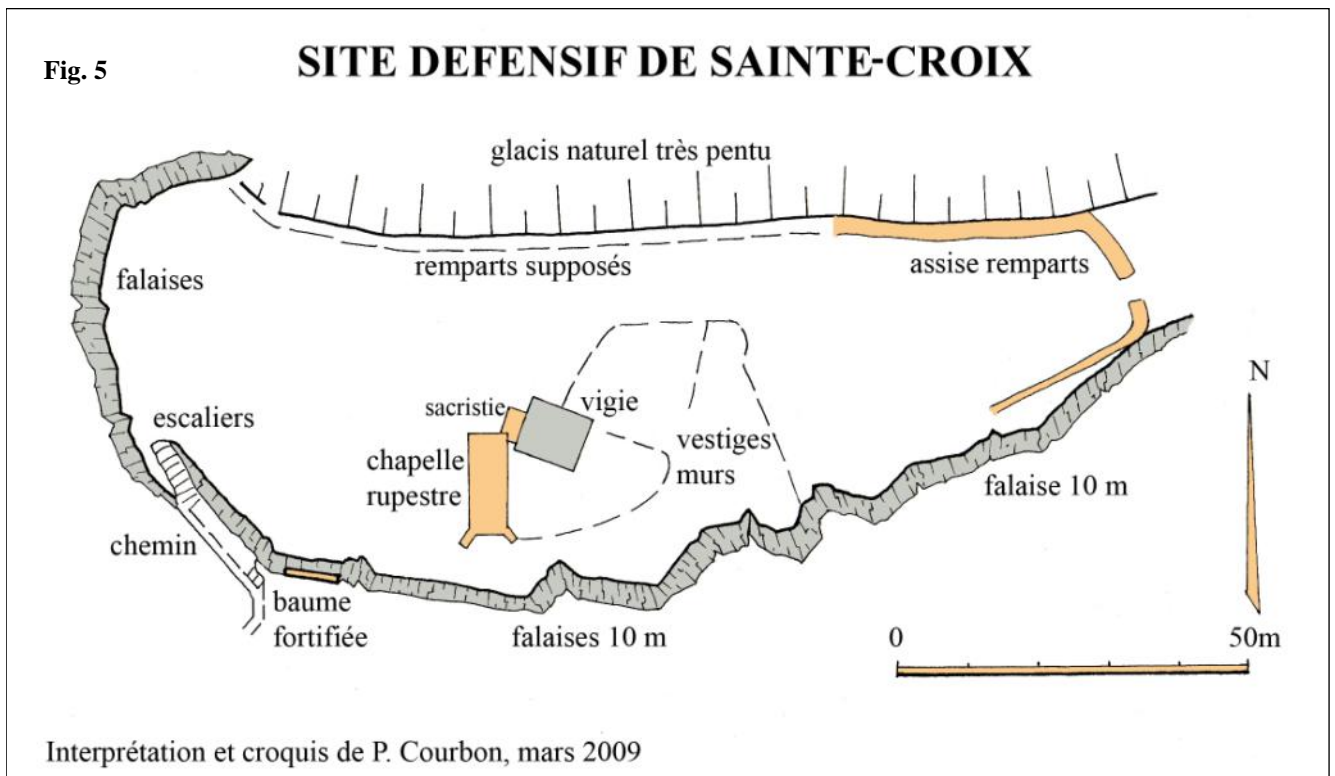 Fig. 5
SITE DEFENSIF DE SAINTE-CROIX
glacis naturel très pentu
remparts supposés
assise remparts
falaises
escaliers
sacristie
vigie
N
chapelle
rupestre
vestiges
murs
falaise 10 m
chemin
baume
fortifiée
falaises 10 m
0
50m
Interprétation et croquis de P. Courbon, mars 2009